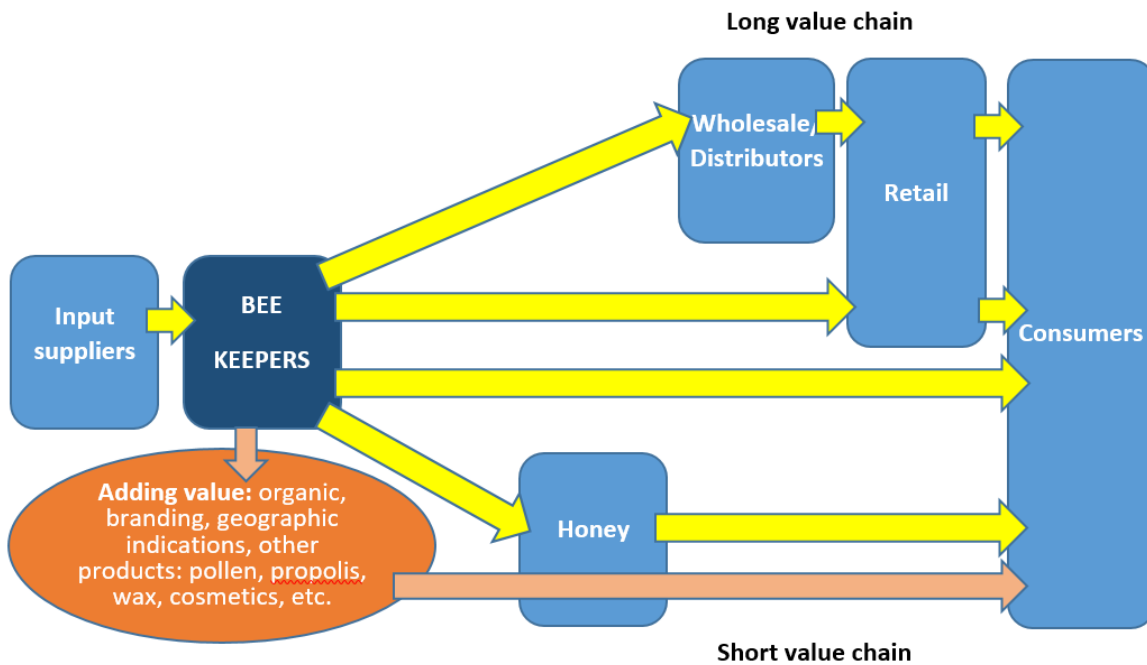 Long value chain
Wholesale/
Distributors
Retail
Input
suppliers
BEE
KEEPERS
Consumers
Adding value: organic,
branding, geographic
indications, other
products: pollen, propolis,
wax, cosmetics, etc.
Honey
Short value chain